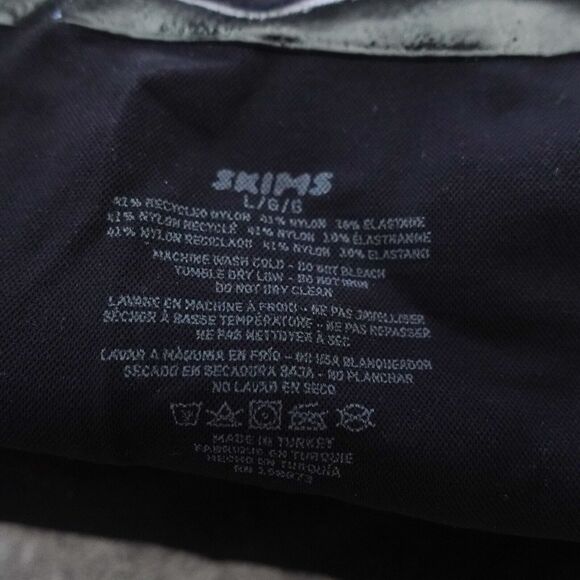 SKIMS
L/G/G
41% RECYCLED NYLON 41% NYLON 18% ELASTANE
41% NYLON RECYCLÉ 41% NYLON 18% ÉLASTHANNE
41% NYLON RECICLADO 41% NYLON 18% ELASTANO
MACHINE WASH COLD - DO NOT BLEACH
TUMBLE DRY LOW - DO NOT IRON
DO NOT DRY CLEAN
LAVAGE EN MACHINE À FROID - NE PAS JAVELLISER
SÉCHER À BASSE TEMPÉRATURE - NE PAS REPASSER
NE PAS NETTOYER À SEC
LAVAR A MÁQUINA EN FRÍO - NO USA BLANQUEADOR
SECADO EN SECADORA BAJA - NO PLANCHAR
NO LAVAR EN SECO
MADE IN TURKEY
FABRIQUÉ EN TURQUIE
HECHO EN TURQUÍA
RN